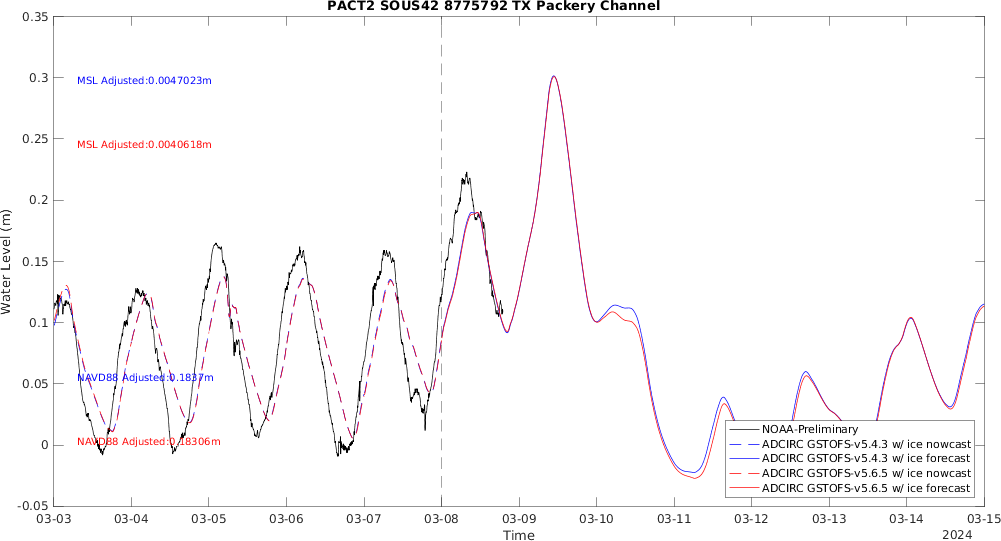 PACT2 SOUS42 8775792 TX Packery Channel
0.35
0.3
0.25
0.2
0.15
0.1
0.05
0
-0.05
Water Level (m)
MSL Adjusted:0.0047023m
MSL Adjusted:0.0040618m
NAVD88 Adjusted:0.1837m
NAVD88 Adjusted:0.18306m
NOAA-Preliminary
ADCIRC GSTOFS-v5.4.3 w/ ice nowcast
ADCIRC GSTOFS-v5.4.3 w/ ice forecast
ADCIRC GSTOFS-v5.6.5 w/ ice nowcast
ADCIRC GSTOFS-v5.6.5 w/ ice forecast
03-03 03-04 03-05 03-06 03-07 03-08 03-09 03-10 03-11 03-12 03-13 03-14 03-15
Time
2024